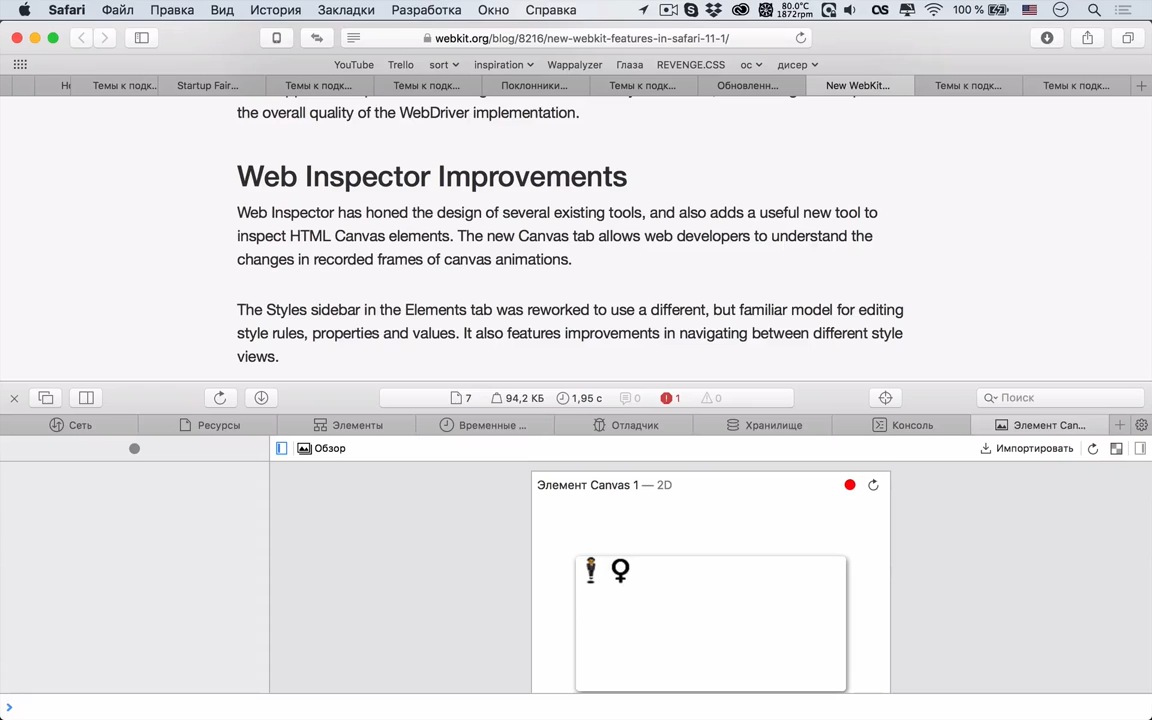 Safari Файл Правка Вид История Закладки Разработка Окно Справка 80.0°C 1872rpm 100 %
webkit.org/blog/8216/new-webkit-features-in-safari-11-1/
YouTube Trello sort inspiration Wappalyzer Глаза REVENGE.CSS ос дисер
Не Темы к подк... Startup Fair... Темы к подк... Темы к подк... Поклонники... Темы к подк... Обновленн... New WebKit... Темы к подк... Темы к подк...
the overall quality of the WebDriver implementation.
Web Inspector Improvements
Web Inspector has honed the design of several existing tools, and also adds a useful new tool to
inspect HTML Canvas elements. The new Canvas tab allows web developers to understand the
changes in recorded frames of canvas animations.
The Styles sidebar in the Elements tab was reworked to use a different, but familiar model for editing
style rules, properties and values. It also features improvements in navigating between different style
views.
7 94,2 КБ 1,95 с 0 1 0 Поиск
Сеть Ресурсы Элементы Временные ... Отладчик Хранилище Консоль Элемент Can...
Обзор Импортировать
Элемент Canvas 1 — 2D